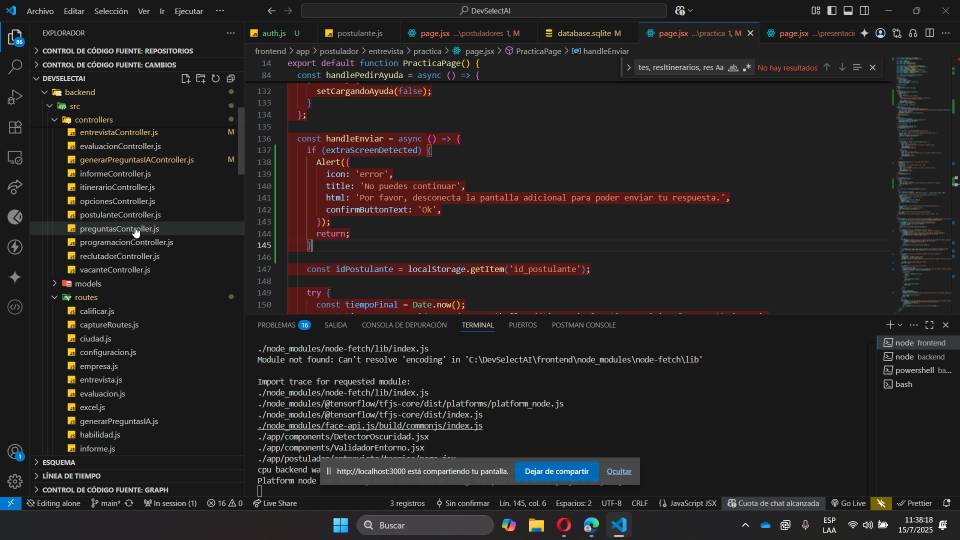 Archivo Editar Selección Ver Ir Ejecutar ...
DevSelectAI
EXPLORADOR
CONTROL DE CÓDIGO FUENTE: REPOSITORIOS
CONTROL DE CÓDIGO FUENTE: CAMBIOS
DEVSELECTAI
backend
src
controllers
entrevistaController.js M
evaluacionController.js
generarPreguntasIAController.js M
informeController.js
itinerarioController.js
opcionesController.js
postulanteController.js
preguntasController.js
programacionController.js
reclutadorController.js
vacanteController.js
models
routes
calificar.js
captureRoutes.js
ciudad.js
configuracion.js
empresa.js
entrevista.js
evaluacion.js
excel.js
generarPreguntasIA.js
habilidad.js
informe.js
ESQUEMA
LÍNEA DE TIEMPO
CONTROL DE CÓDIGO FUENTE: GRAPH
auth.js U
postulante.js
page.jsx ...\postuladores 1, M
database.sqlite M
page.jsx ...\practica 1, M
page.jsx ...\presentacio
frontend > app > postulador > entrevista > practica > page.jsx > PracticaPage > handleEnviar
tes, resItinerarios, res Aa ab No hay resultados
14 export default function PracticaPage() {
84 const handlePedirAyuda = async () => {
132 setCargandoAyuda(false);
133 }
134 };
135
136 const handleEnviar = async () => {
137 if (extraScreenDetected) {
138 Alert({
139 icon: 'error',
140 title: 'No puedes continuar',
141 html: 'Por favor, desconecta la pantalla adicional para poder enviar tu respuesta.',
142 confirmButtonText: 'Ok',
143 });
144 return;
145 }
146
147 const idPostulante = localStorage.getItem('id_postulante');
148
149 try {
150 const tiempoFinal = Date.now();
PROBLEMAS 16 SALIDA CONSOLA DE DEPURACIÓN TERMINAL PUERTOS POSTMAN CONSOLE
./node_modules/node-fetch/lib/index.js
Module not found: Can't resolve 'encoding' in 'C:\DevSelectAI\frontend\node_modules\node-fetch\lib'
Import trace for requested module:
./node_modules/node-fetch/lib/index.js
./node_modules/@tensorflow/tfjs-core/dist/platforms/platform_node.js
./node_modules/@tensorflow/tfjs-core/dist/index.js
./node_modules/face-api.js/build/commonjs/index.js
./app/components/DetectorOscuridad.jsx
./app/components/ValidadorEntorno.jsx
./app/postulado
cpu backend wa
Platform node
node frontend
node backend
powershell ba...
bash
http://localhost:3000 está compartiendo tu pantalla. Dejar de compartir Ocultar
Editing alone main* In session (1) 16 0 Live Share 3 registros Sin confirmar Lín. 145, col. 6 Espacios: 2 UTF-8 CRLF JavaScript JSX Cuota de chat alcanzada Go Live Prettier
Buscar
ESP
LAA
11:38:18
15/7/2025